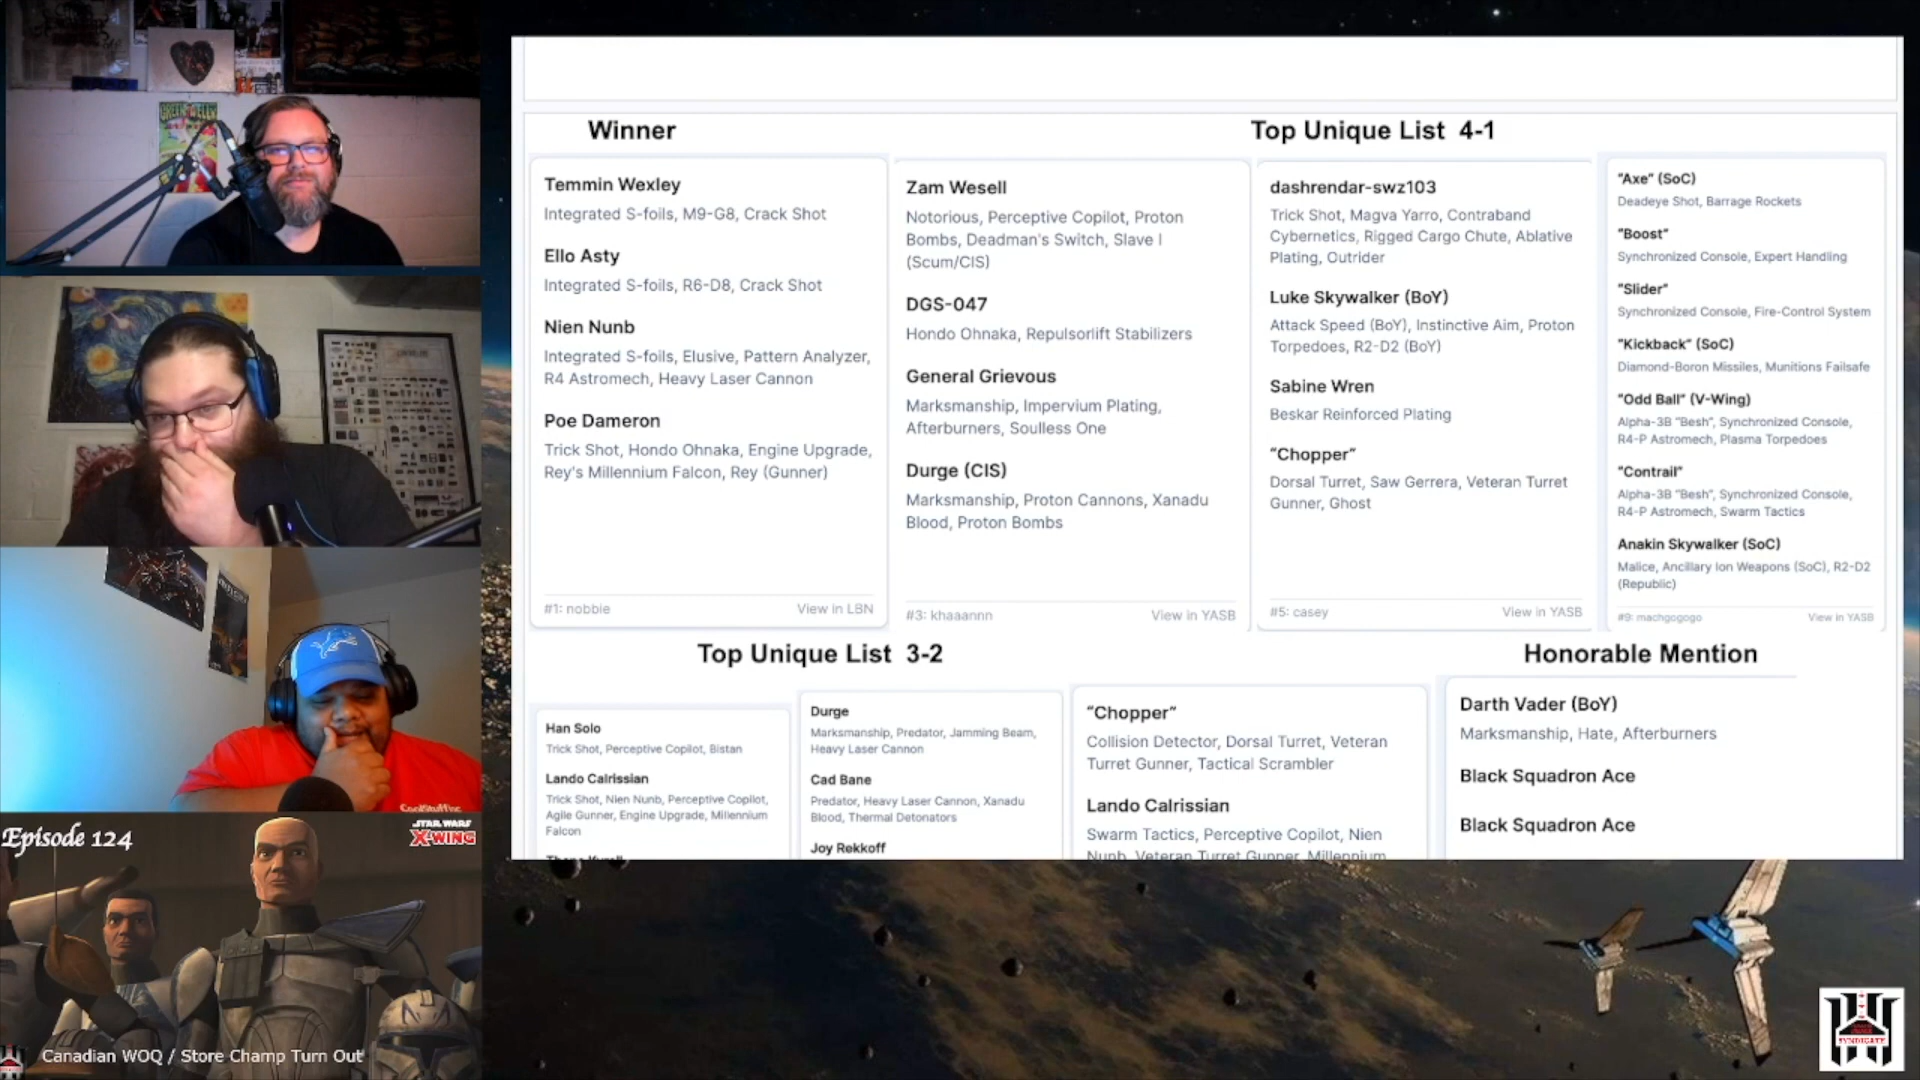 Winner
Top Unique List 4-1
Temmin Wexley
Integrated S-foils, M9-G8, Crack Shot
Ello Asty
Integrated S-foils, R6-D8, Crack Shot
Nien Nunb
Integrated S-foils, Elusive, Pattern Analyzer,
R4 Astromech, Heavy Laser Cannon
Poe Dameron
Trick Shot, Hondo Ohnaka, Engine Upgrade,
Rey's Millennium Falcon, Rey (Gunner)
#1: nobbie
View in LBN
Zam Wesell
Notorious, Perceptive Copilot, Proton
Bombs, Deadman's Switch, Slave I
(Scum/CIS)
DGS-047
Hondo Ohnaka, Repulsorlift Stabilizers
General Grievous
Marksmanship, Impervium Plating,
Afterburners, Soulless One
Durge (CIS)
Marksmanship, Proton Cannons, Xanadu
Blood, Proton Bombs
#3: khaaannn
View in YASB
dashrendar-swz103
Trick Shot, Magva Yarro, Contraband
Cybernetics, Rigged Cargo Chute, Ablative
Plating, Outrider
Luke Skywalker (BoY)
Attack Speed (BoY), Instinctive Aim, Proton
Torpedoes, R2-D2 (BoY)
Sabine Wren
Beskar Reinforced Plating
“Chopper”
Dorsal Turret, Saw Gerrera, Veteran Turret
Gunner, Ghost
#5: casey
View in YASB
"Axe" (SoC)
Deadeye Shot, Barrage Rockets
"Boost"
Synchronized Console, Expert Handling
"Slider"
Synchronized Console, Fire-Control System
"Kickback" (SoC)
Diamond-Boron Missiles, Munitions Failsafe
"Odd Ball" (V-Wing)
Alpha-3B "Besh", Synchronized Console,
R4-P Astromech, Plasma Torpedoes
"Contrail"
Alpha-3B "Besh", Synchronized Console,
R4-P Astromech, Swarm Tactics
Anakin Skywalker (SoC)
Malice, Ancillary Ion Weapons (SoC), R2-D2
(Republic)
#9: machgogogo
View in YASB
Top Unique List 3-2
Honorable Mention
Han Solo
Trick Shot, Perceptive Copilot, Bistan
Lando Calrissian
Trick Shot, Nien Nunb, Perceptive Copilot,
Agile Gunner, Engine Upgrade, Millennium
Falcon
Durge
Marksmanship, Predator, Jamming Beam,
Heavy Laser Cannon
Cad Bane
Predator, Heavy Laser Cannon, Xanadu
Blood, Thermal Detonators
Joy Rekkoff
“Chopper”
Collision Detector, Dorsal Turret, Veteran
Turret Gunner, Tactical Scrambler
Lando Calrissian
Swarm Tactics, Perceptive Copilot, Nien
Nunb, Veteran Turret Gunner, Millennium
Darth Vader (BoY)
Marksmanship, Hate, Afterburners
Black Squadron Ace
Black Squadron Ace
Episode 124
STAR WARS
X-WING
Canadian WOQ / Store Champ Turn Out
SYNDICATE